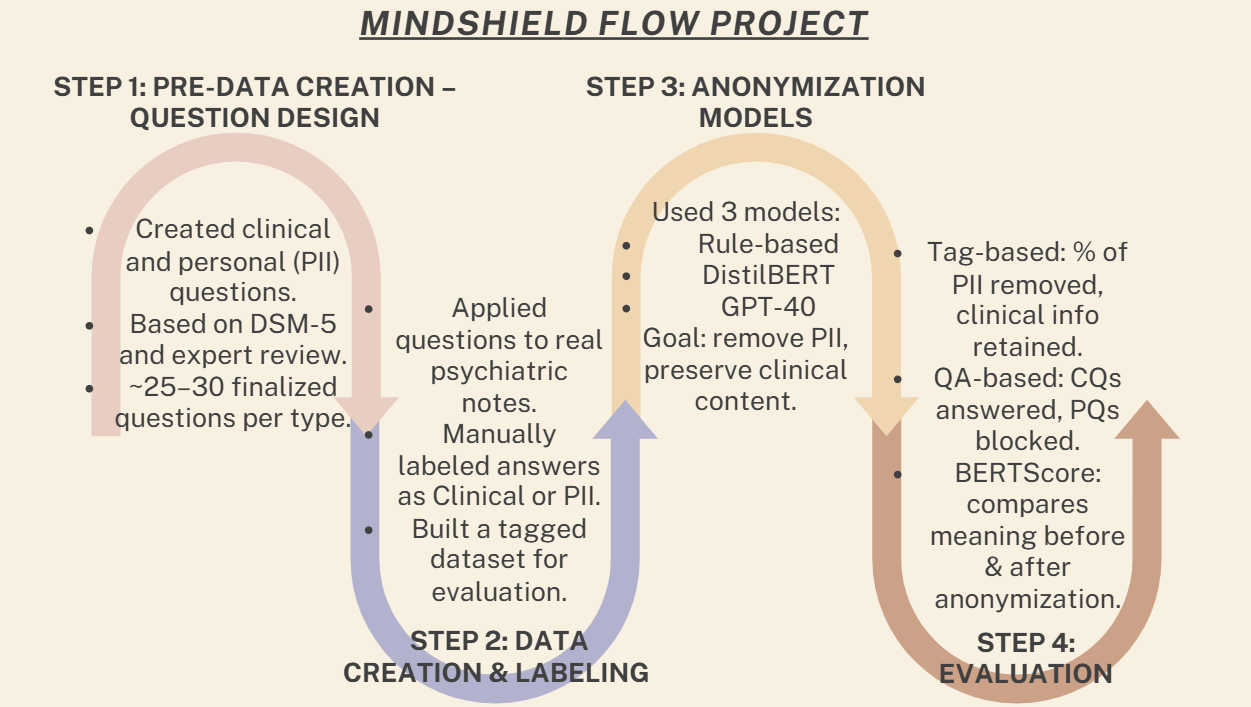 MINDSHIELD FLOW PROJECT
STEP 1: PRE-DATA CREATION –
QUESTION DESIGN
• Created clinical
and personal (PII)
questions.
• Based on DSM-5
and expert review.
• ~25–30 finalized
questions per type.
• Applied
questions to real
psychiatric
notes.
• Manually
labeled answers
as Clinical or PII.
• Built a tagged
dataset for
evaluation.
STEP 2: DATA
CREATION & LABELING
STEP 3: ANONYMIZATION
MODELS
Used 3 models:
• Rule-based
• DistilBERT
• GPT-40
Goal: remove PII,
preserve clinical
content.
• Tag-based: % of
PII removed,
clinical info
retained.
• QA-based: CQs
answered, PQs
blocked.
• BERTScore:
compares
meaning before
& after
anonymization.
STEP 4:
EVALUATION